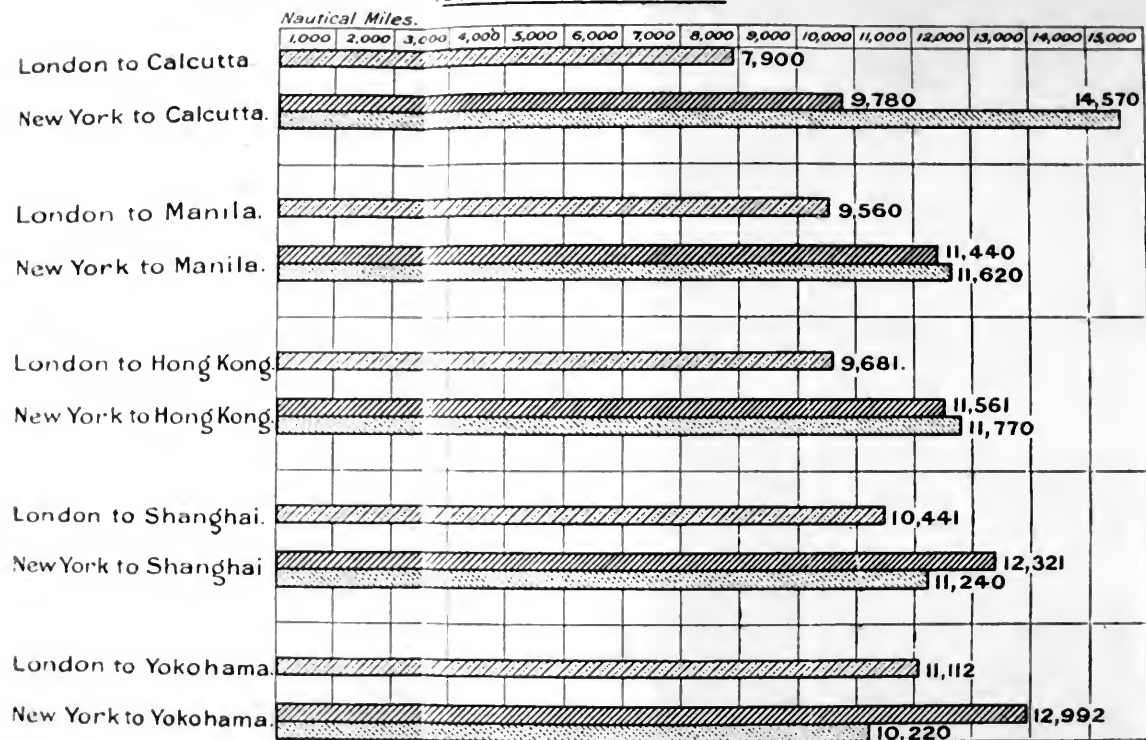 Nautical Miles.
1,000 2,000 3,000 4,000 5,000 6,000 7,000 8,000 9,000 10,000 11,000 12,000 13,000 14,000 15,000
London to Calcutta 7,900
New York to Calcutta. 9,780 14,570
London to Manila. 9,560
New York to Manila. 11,440
11,620
London to Hong Kong. 9,681.
New York to Hong Kong. 11,561
11,770
London to Shanghai. 10,441
New York to Shanghai 12,321
11,240
London to Yokohama. 11,112
New York to Yokohama. 12,992
10,220